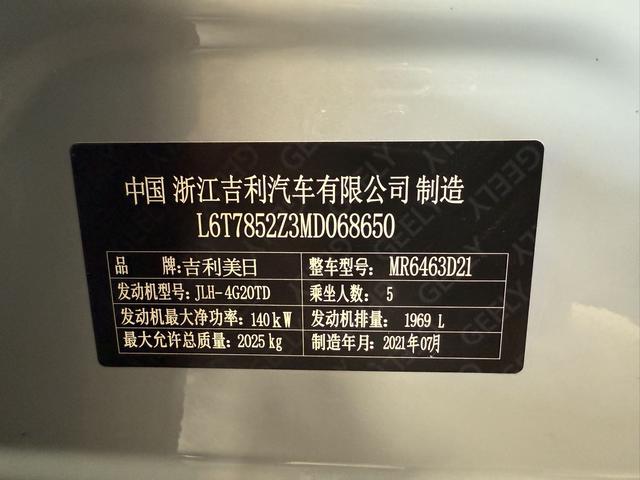 中国 浙江吉利汽车有限公司 制造
L6T7852Z3MD068650
品 牌: 吉利美日 整车型号: MR6463D21
发动机型号: JLH-4G20TD 乘坐人数: 5
发动机最大净功率: 140kW 发动机排量: 1969 L
最大允许总质量: 2025kg 制造年月: 2021年07月
GEELY